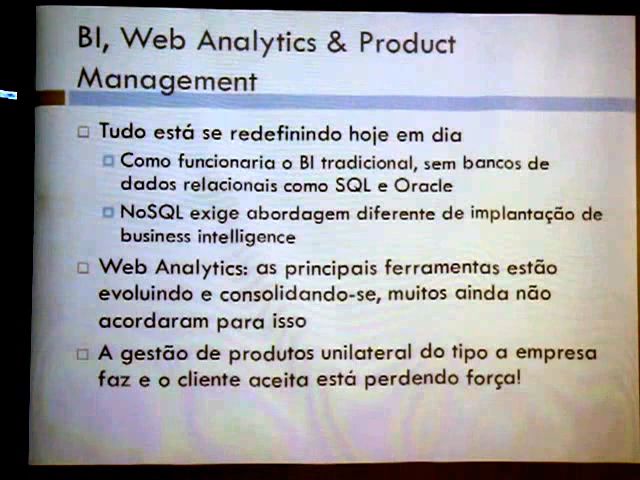 BI, Web Analytics & Product
Management
Tudo está se redefinindo hoje em dia
Como funcionaria o BI tradicional, sem bancos de
dados relacionais como SQL e Oracle
NoSQL exige abordagem diferente de implantação de
business intelligence
Web Analytics: as principais ferramentas estão
evoluindo e consolidando-se, muitos ainda não
acordaram para isso
A gestão de produtos unilateral do tipo a empresa
faz e o cliente aceita está perdendo força!